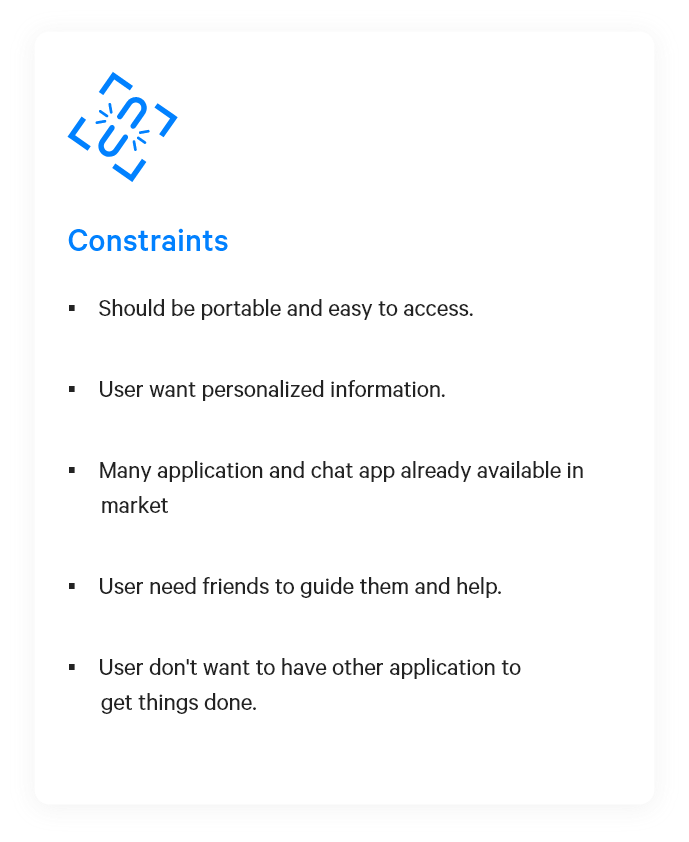 Constraints
▪ Should be portable and easy to access.
▪ User want personalized information.
▪ Many application and chat app already available in
market
▪ User need friends to guide them and help.
▪ User don't want to have other application to
get things done.